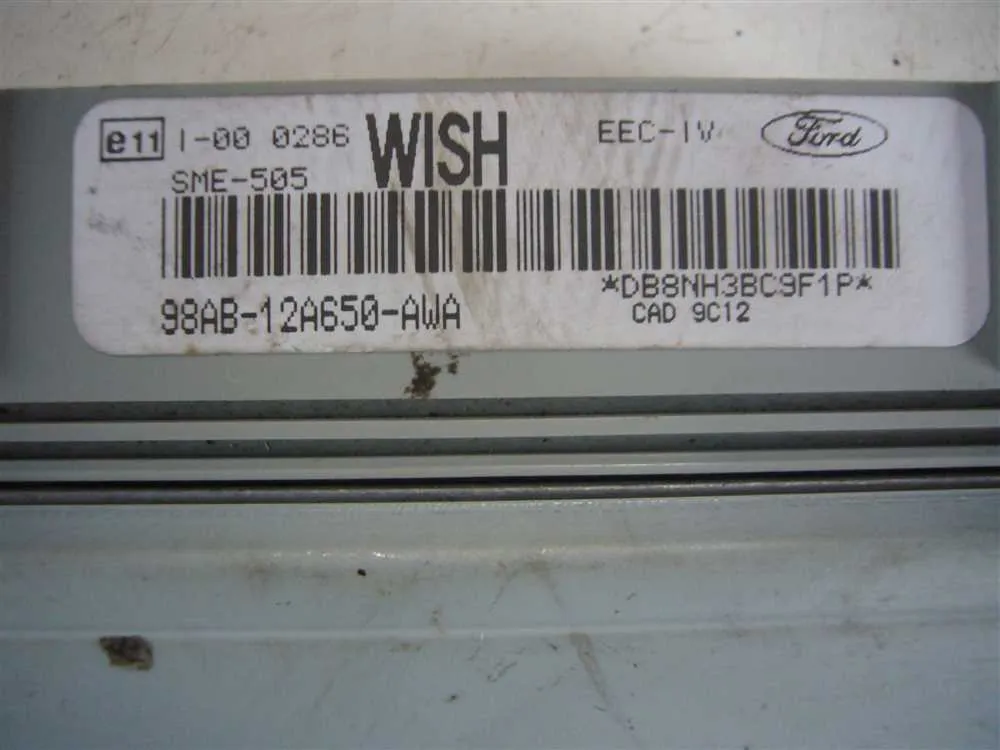 e11 I-00 0286 WISH EEC-IV Ford
SME-505
*DB8NH3BC9F1P*
98AB-12A650-AWA CAD 9C12